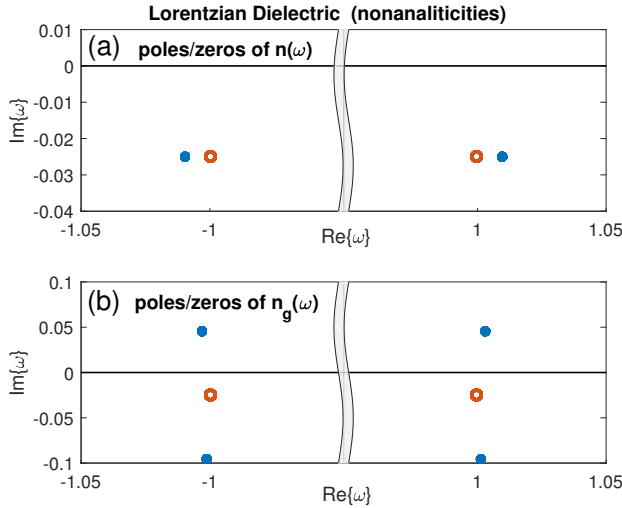 Lorentzian Dielectric (nonanaliticities)
(a) poles/zeros of n(ω)
0.01
0
-0.01
-0.02
-0.03
-0.04
Im{ω}
-1.05 -1 1 1.05
Re{ω}
(b) poles/zeros of n_g(ω)
0.1
0.05
0
-0.05
-0.1
Im{ω}
-1.05 -1 1 1.05
Re{ω}